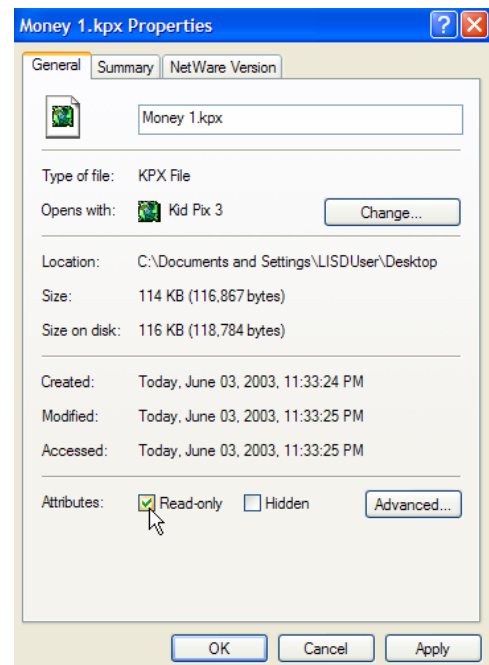 Money 1.kpx Properties
General Summary NetWare Version
Money 1.kpx
Type of file: KPX File
Opens with: Kid Pix 3 Change...
Location: C:\Documents and Settings\LISDUser\Desktop
Size: 114 KB (116,867 bytes)
Size on disk: 116 KB (118,784 bytes)
Created: Today, June 03, 2003, 11:33:24 PM
Modified: Today, June 03, 2003, 11:33:25 PM
Accessed: Today, June 03, 2003, 11:33:25 PM
Attributes: Read-only Hidden Advanced...
OK Cancel Apply